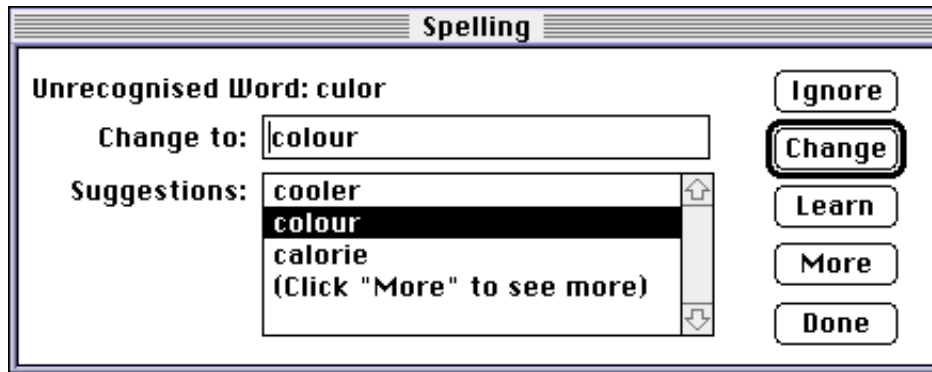 Spelling
Unrecognised Word: culor
Change to: colour
Suggestions: cooler
colour
calorie
(Click "More" to see more)
Ignore
Change
Learn
More
Done